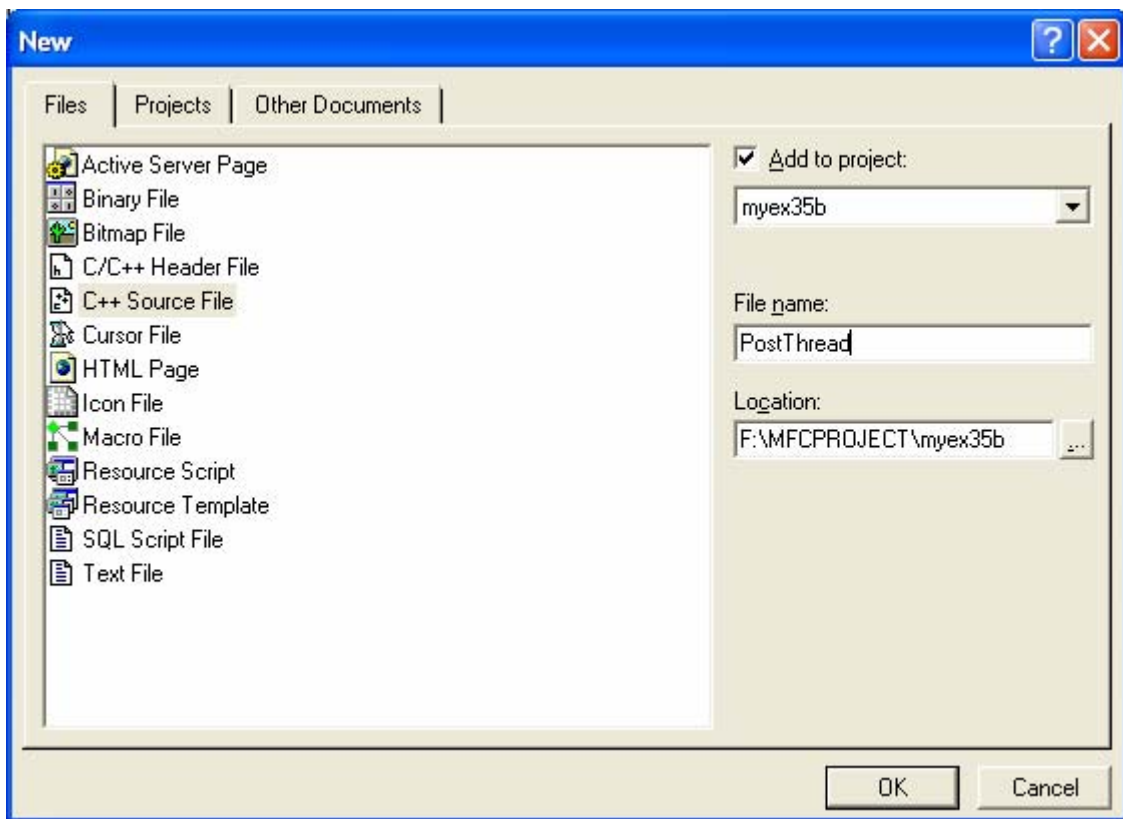 New
Files
Projects
Other Documents
Active Server Page
Binary File
Bitmap File
C/C++ Header File
C++ Source File
Cursor File
HTML Page
Icon File
Macro File
Resource Script
Resource Template
SQL Script File
Text File
Add to project:
myex35b
File name:
PostThread
Location:
F:\MFCPROJECT\myex35b
...
OK
Cancel